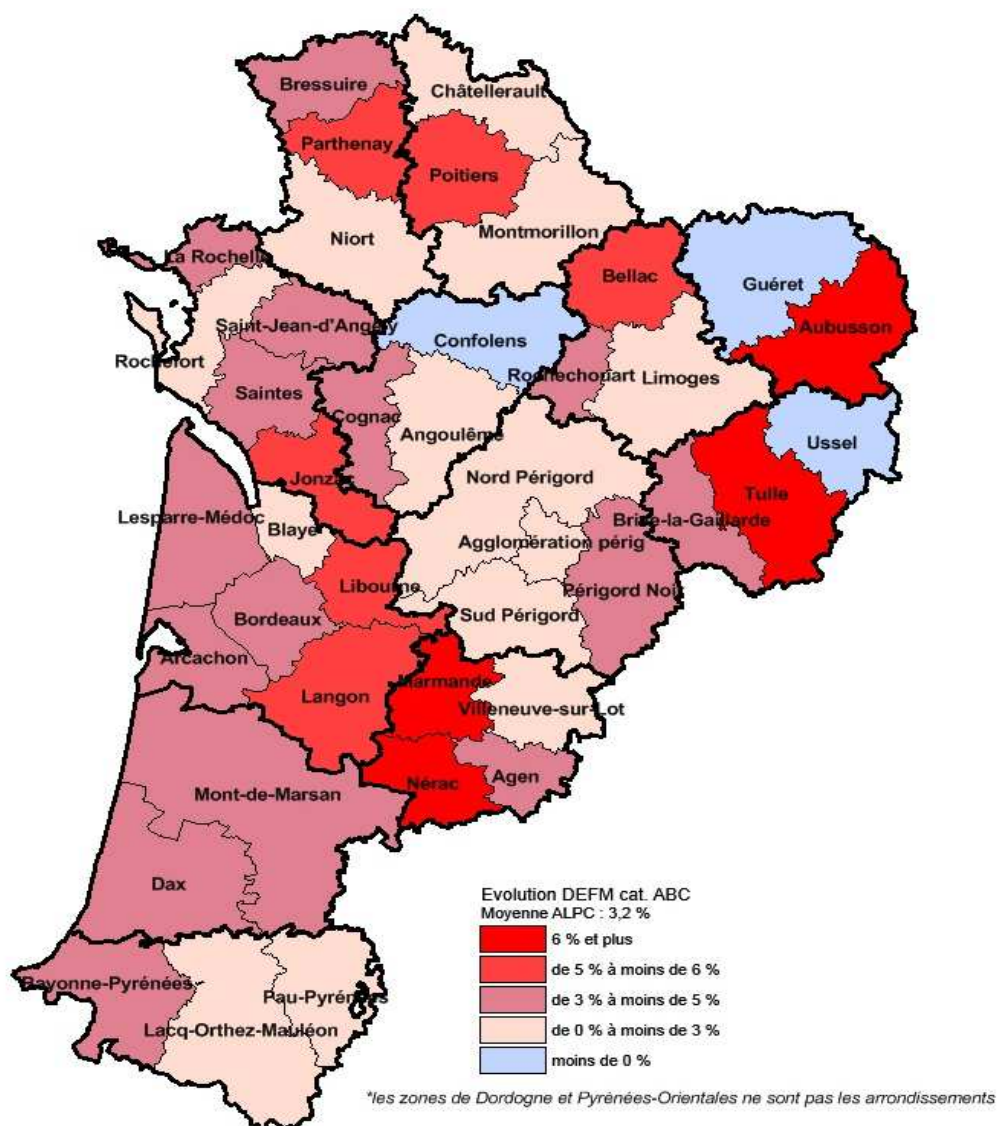 Bressuire
Châtellerault
Parthenay
Poitiers
Niort
Montmorillon
La Rochelle
Bellac
Guéret
Aubusson
Saint-Jean-d'Angély
Confolens
Rochefort
Rochechouart
Limoges
Saintes
Cognac
Angoulême
Ussel
Jonzac
Nord Périgord
Tulle
Lesparre-Médoc
Blaye
Brive-la-Gaillarde
Agglomération périg
Libourne
Périgord Noir
Bordeaux
Sud Périgord
Arcachon
Langon
Marmande
Villeneuve-sur-Lot
Nérac
Agen
Mont-de-Marsan
Dax
Bayonne-Pyrénées
Pau-Pyrénées
Lacq-Orthez-Mauléon
Evolution DEFM cat. ABC
Moyenne ALPC : 3,2 %
6 % et plus
de 5 % à moins de 6 %
de 3 % à moins de 5 %
de 0 % à moins de 3 %
moins de 0 %
*les zones de Dordogne et Pyrénées-Orientales ne sont pas les arrondissements